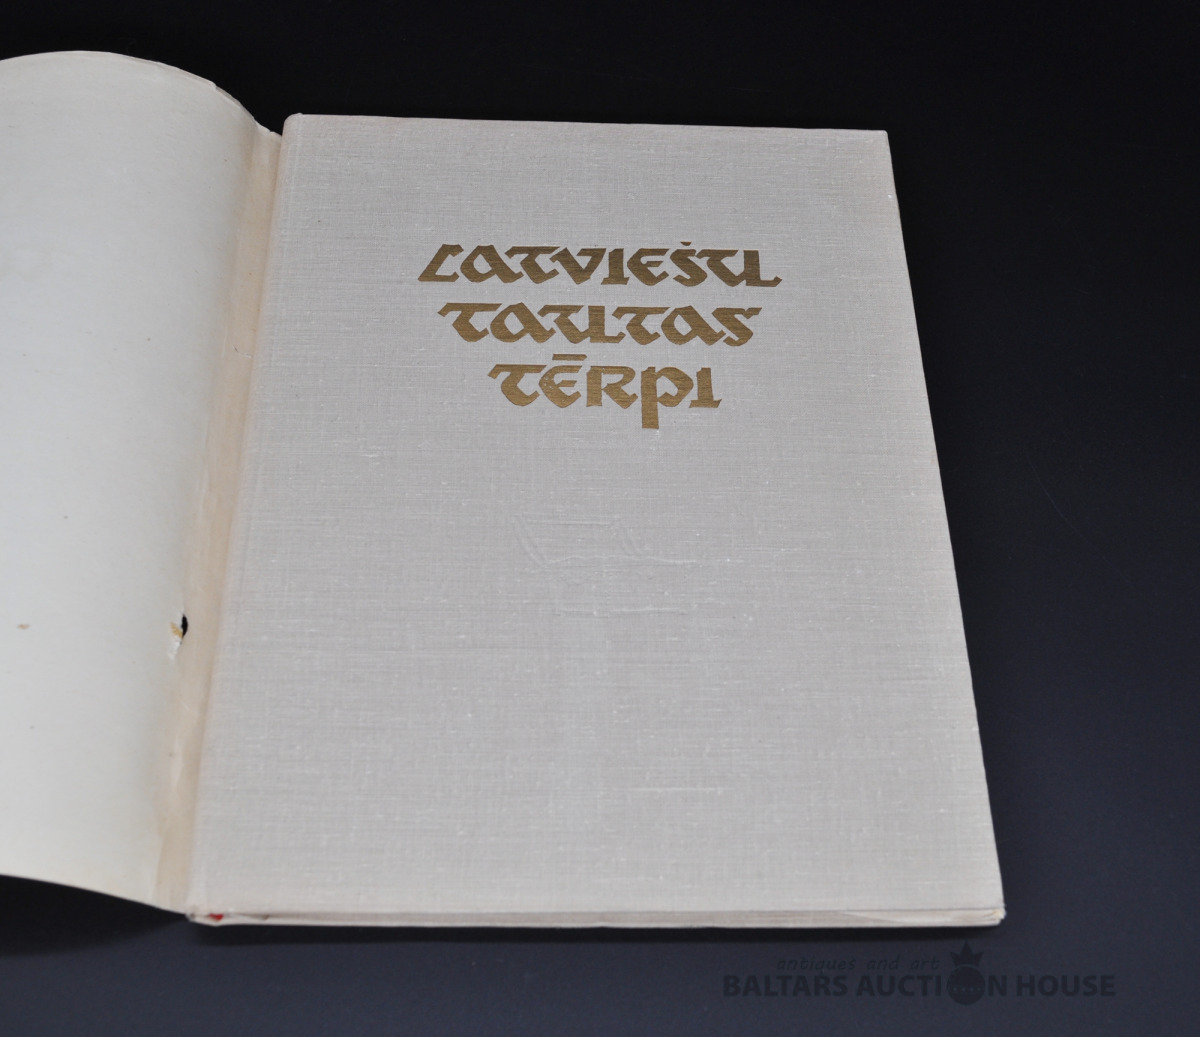 LATVIEŠU
TAUTAS
TĒRPI
antiques and art
BALTARS AUCTION HOUSE